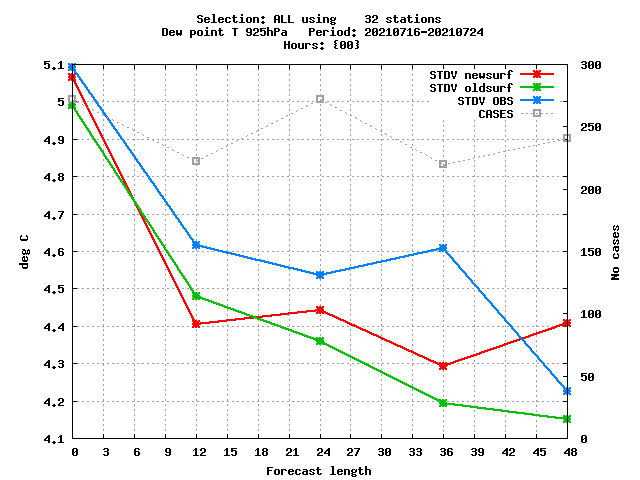 Selection: ALL using    32 stations
Dew point T 925hPa   Period: 20210716-20210724
Hours: {00}
STDV newsurf
STDV oldsurf
STDV OBS
CASES
5.1
5
4.9
4.8
4.7
4.6
4.5
4.4
4.3
4.2
4.1
deg C
300
250
200
150
100
50
0
No cases
0 3 6 9 12 15 18 21 24 27 30 33 36 39 42 45 48
Forecast length